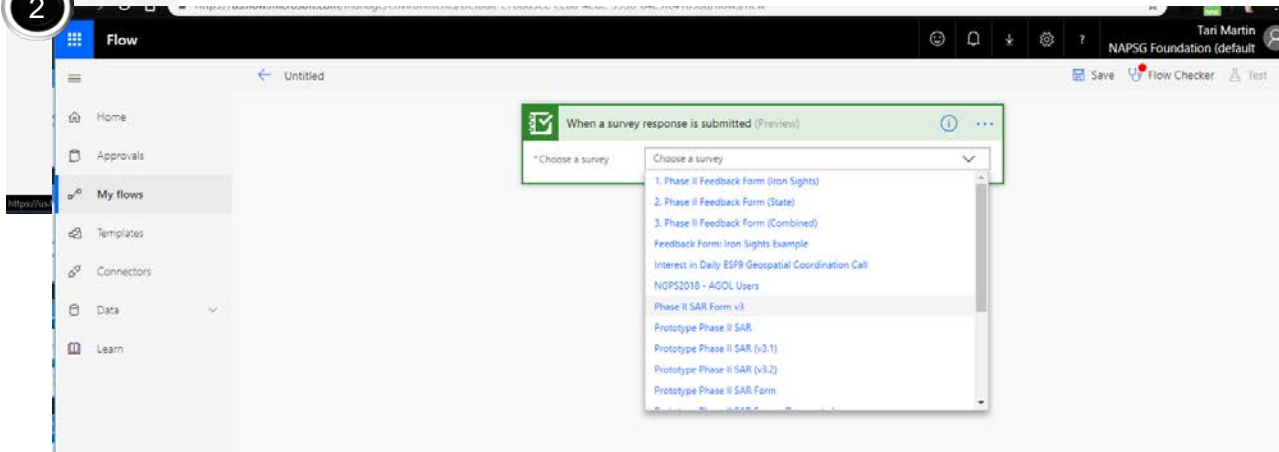 2
Flow
?
Tari Martin
NAPSG Foundation (default
Untitled
Save Flow Checker Test
Home
Approvals
My flows
Templates
Connectors
Data
Learn
https://us.
When a survey response is submitted (Preview)
* Choose a survey
Choose a survey
1. Phase II Feedback Form (Iron Sights)
2. Phase II Feedback Form (State)
3. Phase II Feedback Form (Combined)
Feedback Form: Iron Sights Example
Interest in Daily ESF9 Geospatial Coordination Call
NGPS2018 - AGOL Users
Phase II SAR Form v3
Prototype Phase II SAR
Prototype Phase II SAR (v3.1)
Prototype Phase II SAR (v3.2)
Prototype Phase II SAR Form